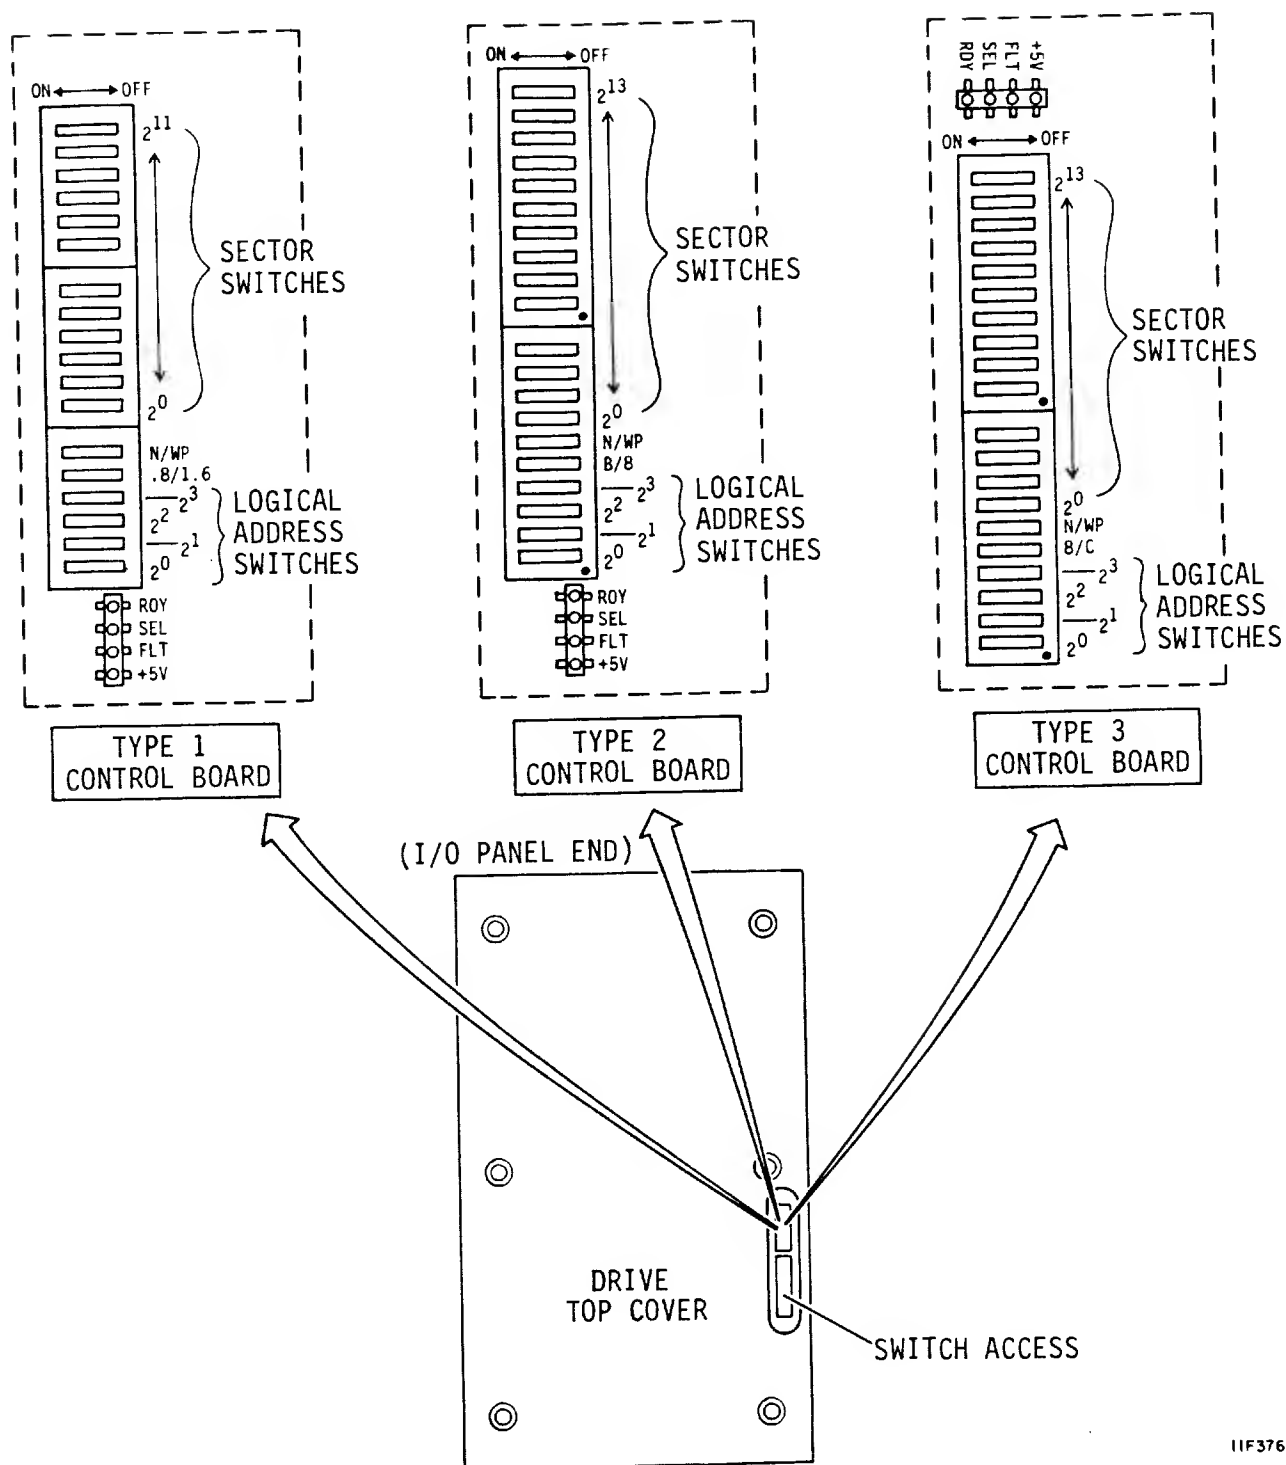 ON OFF
2^11
SECTOR
SWITCHES
2^0
N/WP
.8/1.6
2^3
2^2
2^1
2^0
LOGICAL
ADDRESS
SWITCHES
ROY
SEL
FLT
+5V
TYPE 1
CONTROL BOARD
ON OFF
2^13
SECTOR
SWITCHES
2^0
N/WP
B/8
2^3
2^2
2^1
2^0
LOGICAL
ADDRESS
SWITCHES
ROY
SEL
FLT
+5V
TYPE 2
CONTROL BOARD
RDY
SEL
FLT
+5V
ON OFF
2^13
SECTOR
SWITCHES
2^0
N/WP
8/C
2^3
2^2
2^1
2^0
LOGICAL
ADDRESS
SWITCHES
TYPE 3
CONTROL BOARD
(I/O PANEL END)
DRIVE
TOP COVER
SWITCH ACCESS
11F376